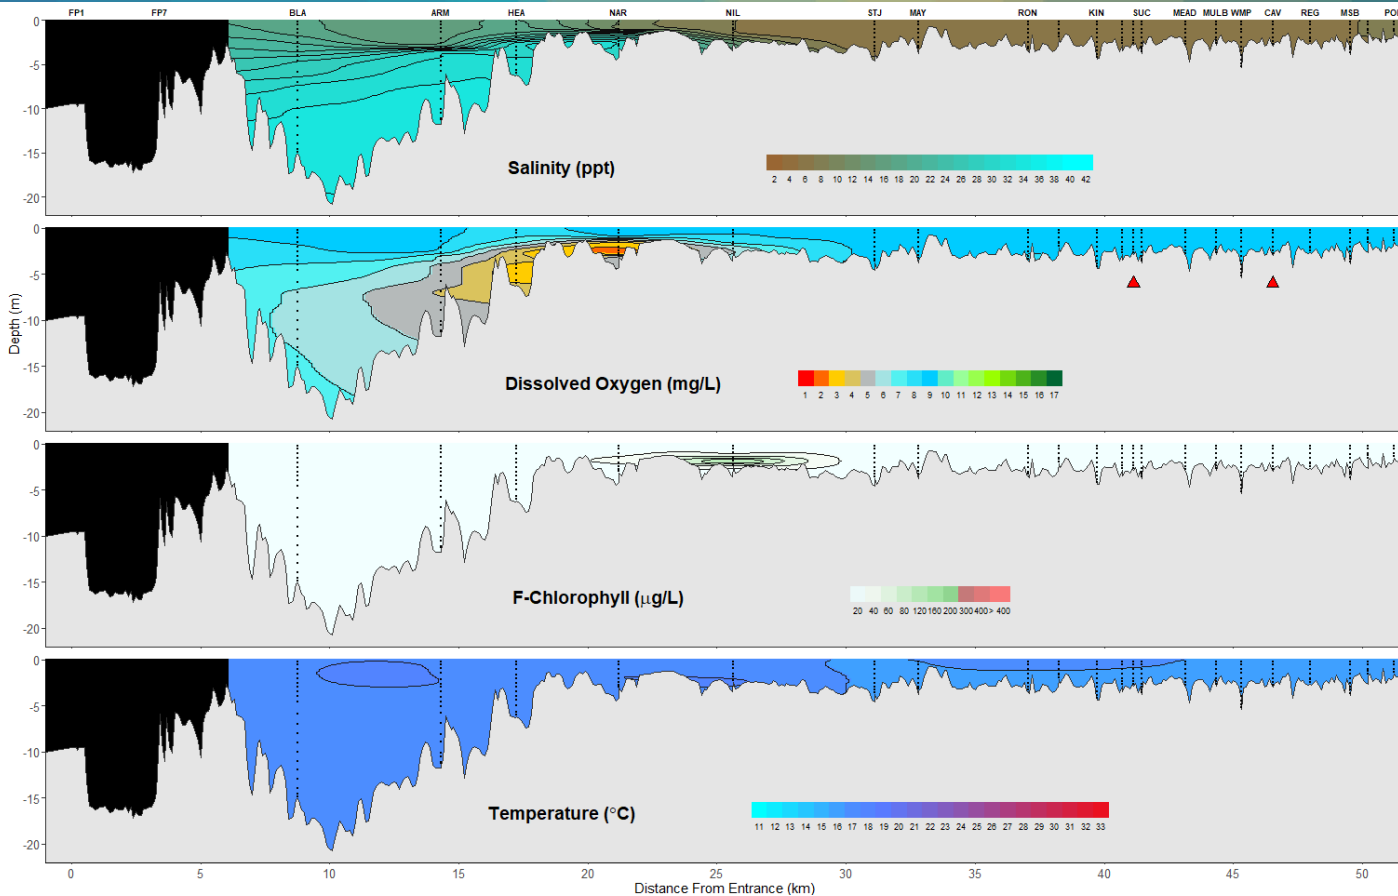 FP1 FP7 BLA ARM HEA NAR NIL STJ MAY RON KIN SUC MEAD MULB WMP CAV REG MSB
0
-5
-10
-15
-20
Salinity (ppt)
2 4 6 8 10 12 14 16 18 20 22 24 26 28 30 32 34 36 38 40 42
0
-5
-10
-15
-20
Dissolved Oxygen (mg/L)
1 2 3 4 5 6 7 8 9 10 11 12 13 14 15 16 17
Depth (m)
0
-5
-10
-15
-20
F-Chlorophyll (μg/L)
20 40 60 80 120 160 200 300 400 > 400
0
-5
-10
-15
-20
Temperature (°C)
11 12 13 14 15 16 17 18 19 20 21 22 23 24 25 26 27 28 29 30 31 32 33
0 5 10 15 20 25 30 35 40 45 50
Distance From Entrance (km)